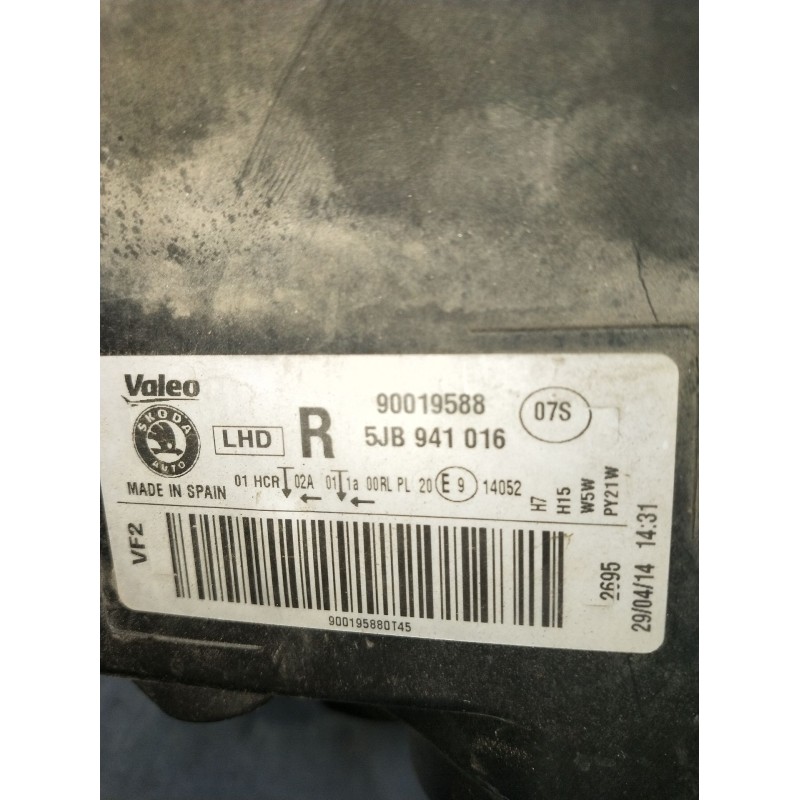 Valeo
90019588
07S
SKODA
AUTO
LHD
R
5JB 941 016
01 HCR 02A 01 1a 00RL PL 20 E 9 14052
MADE IN SPAIN
H7
H15
W5W
PY21W
VF2
900195880T45
2695
29/04/14 14:31